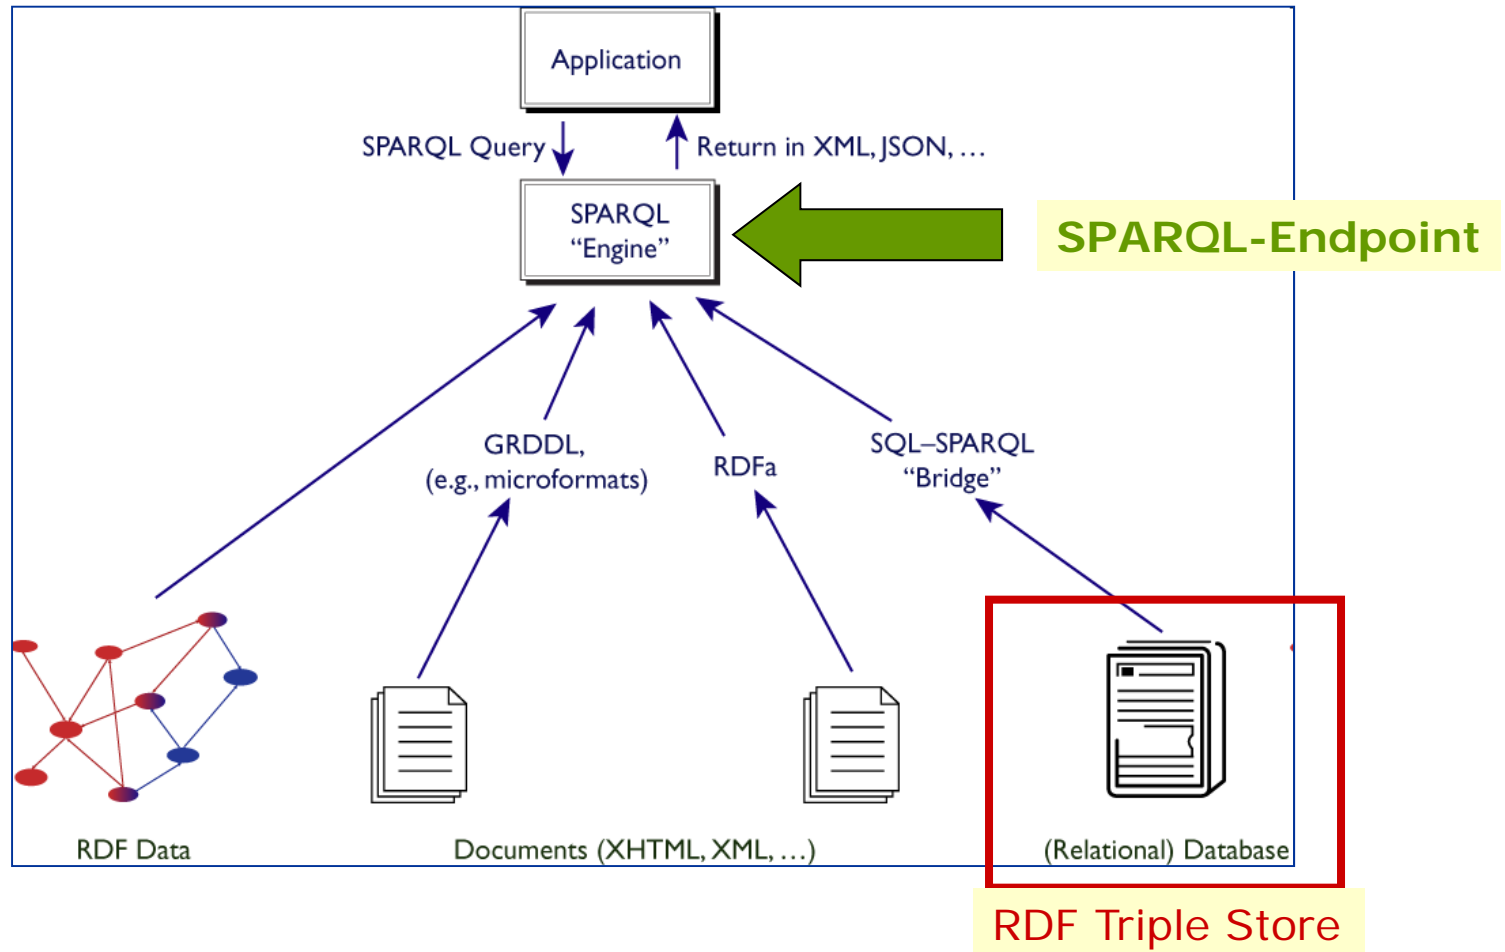 Application
SPARQL Query
Return in XML, JSON, …
SPARQL
“Engine”
SPARQL-Endpoint
GRDDL,
(e.g., microformats)
RDFa
SQL–SPARQL
“Bridge”
RDF Data
Documents (XHTML, XML, …)
(Relational) Database
RDF Triple Store